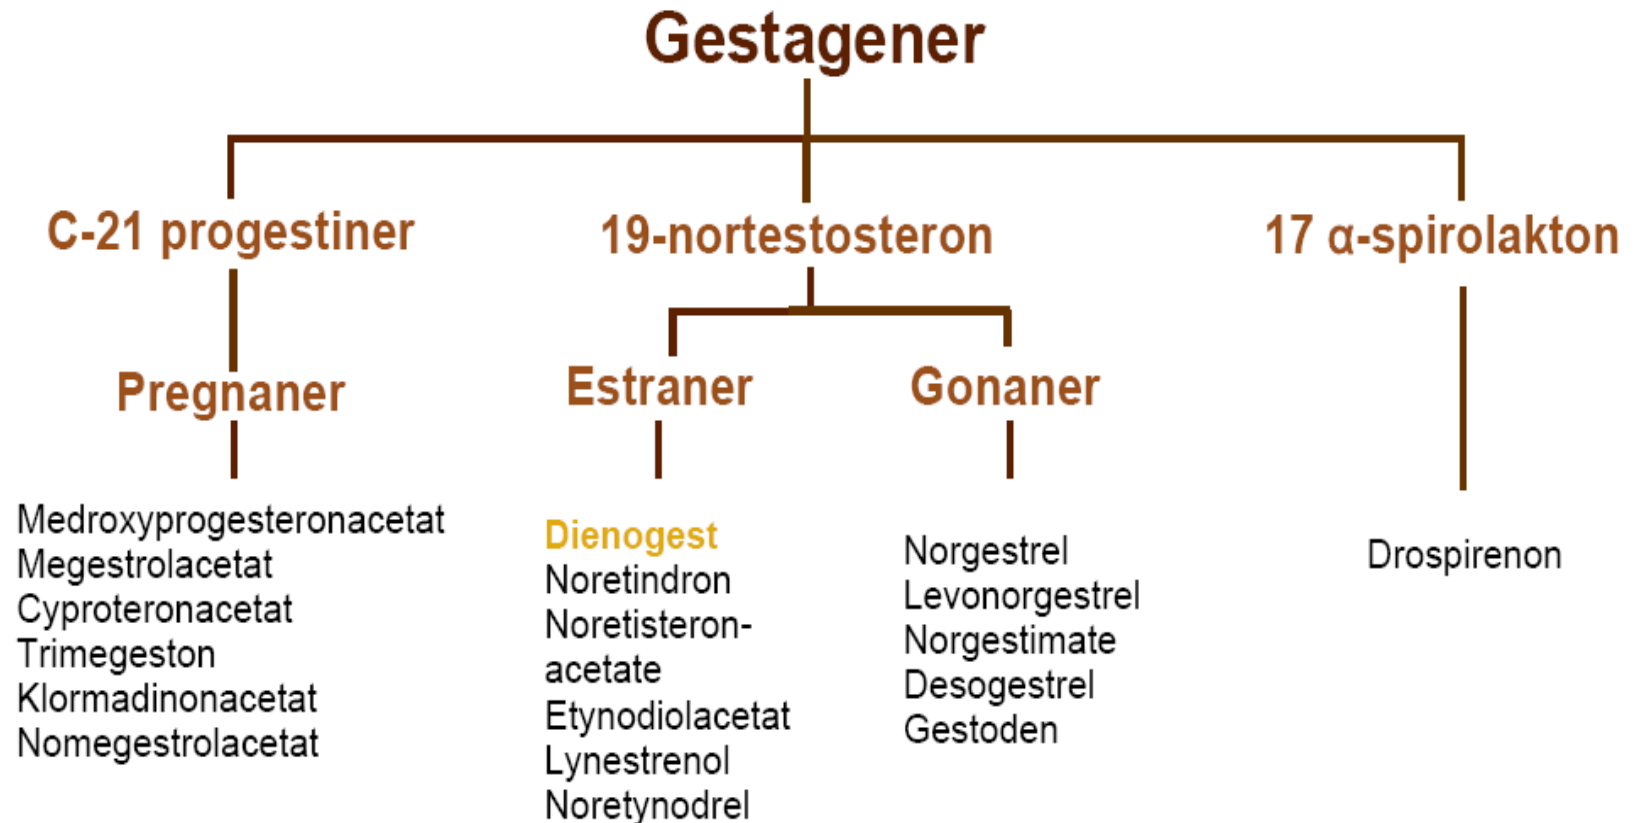 Gestagener
C-21 progestiner
19-nortestosteron
17 α-spirolakton
Pregnaner
Estraner
Gonaner
Medroxyprogesteronacetat
Megestrolacetat
Cyproteronacetat
Trimegeston
Klormadinonacetat
Nomegestrolacetat
Dienogest
Noretindron
Noretisteron-
acetate
Etynodiolacetat
Lynestrenol
Noretynodrel
Norgestrel
Levonorgestrel
Norgestimate
Desogestrel
Gestoden
Drospirenon